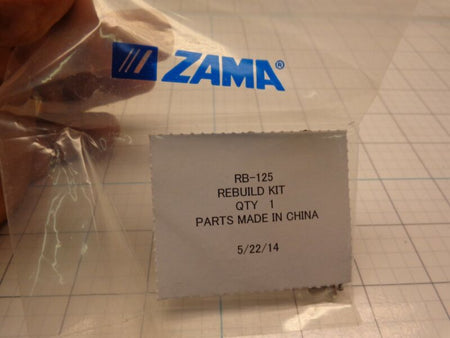 ZAMA®
RB-125
REBUILD KIT
QTY 1
PARTS MADE IN CHINA
5/22/14